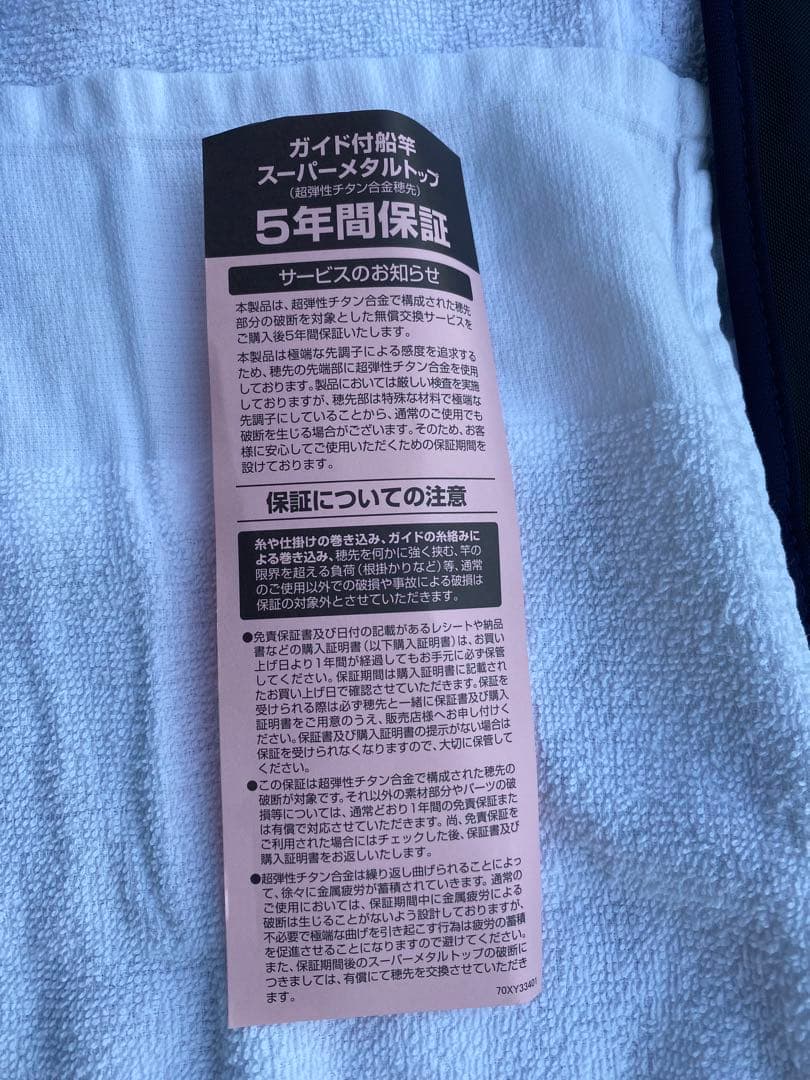 ガイド付船竿
スーパーメタルトップ
(超弾性チタン合金穂先)
5年間保証
サービスのお知らせ
本製品は、超弾性チタン合金で構成された穂先
部分の破断を対象とした無償交換サービスを
ご購入後5年間保証いたします。
本製品は極端な先調子による感度を追求する
ため、穂先の先端部に超弾性チタン合金を使用
しております。製品においては厳しい検査を実施
しておりますが、穂先部は特殊な材料で極端な
先調子にしていることから、通常のご使用でも
破断を生じる場合がございます。そのため、お客
様に安心してご使用いただくための保証期間を
設けております。
保証についての注意
糸や仕掛けの巻き込み、ガイドの糸絡みに
よる巻き込み、穂先を何かに強く挟む、竿の
限界を超える負荷(根掛かりなど)等、通常
のご使用以外での破損や事故による破損は
保証の対象外とさせていただきます。
●免責保証書及び日付の記載があるレシートや納品
書などの購入証明書(以下購入証明書)は、お買い
上げ日より1年間が経過してもお手元に必ず保管
してください。保証期間は購入証明書に記載され
たお買い上げ日で確認させていただきます。保証を
受けられる際は必ず穂先と一緒に保証書及び購入
証明書をご用意のうえ、販売店様へお申し付けく
ださい。保証書及び購入証明書の提示がない場合は
保証を受けられなくなりますので、大切に保管して
ください。
●この保証は超弾性チタン合金で構成された穂先の
破断が対象です。それ以外の素材部分やパーツの破
損等については、通常どおり1年間の免責保証また
は有償で対応させていただきます。尚、免責保証を
ご利用された場合にはチェックした後、保証書及び
購入証明書をお返しいたします。
●超弾性チタン合金は繰り返し曲げられることによっ
て、徐々に金属疲労が蓄積されていきます。通常の
ご使用においては、保証期間中に金属疲労による
破断は生じることがないよう設計しておりますが、
不必要で極端な曲げを引き起こす行為は疲労の蓄積
を促進させることになりますので避けてください。
また、保証期間後のスーパーメタルトップの破断に
つきましては、有償にて穂先を交換させていただき
ます。
70XY33401